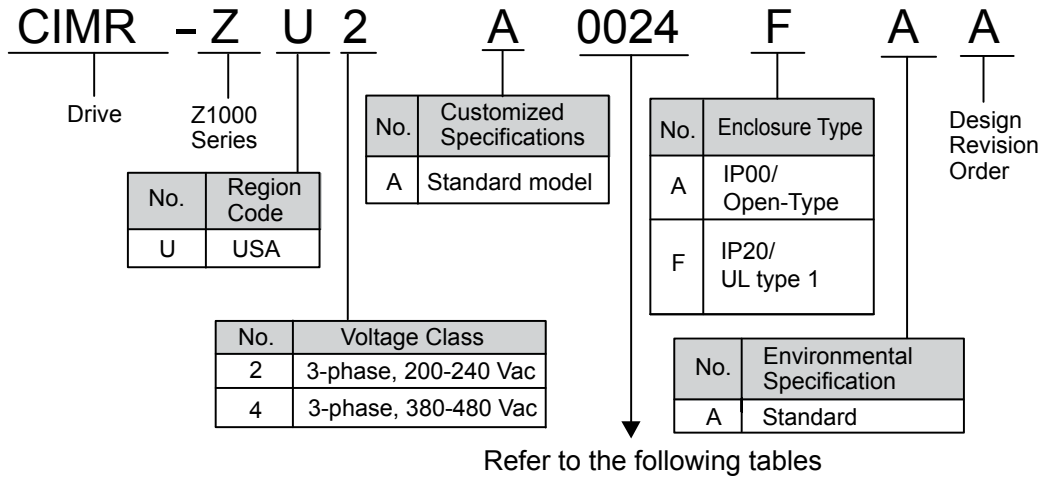 CIMR - Z U 2 A 0024 F A A
Drive
Z1000
Series
Design
Revision
Order
No. Region
Code
U USA
No. Customized
Specifications
A Standard model
No. Enclosure Type
A IP00/
Open-Type
F IP20/
UL type 1
No. Voltage Class
2 3-phase, 200-240 Vac
4 3-phase, 380-480 Vac
No. Environmental
Specification
A Standard
Refer to the following tables